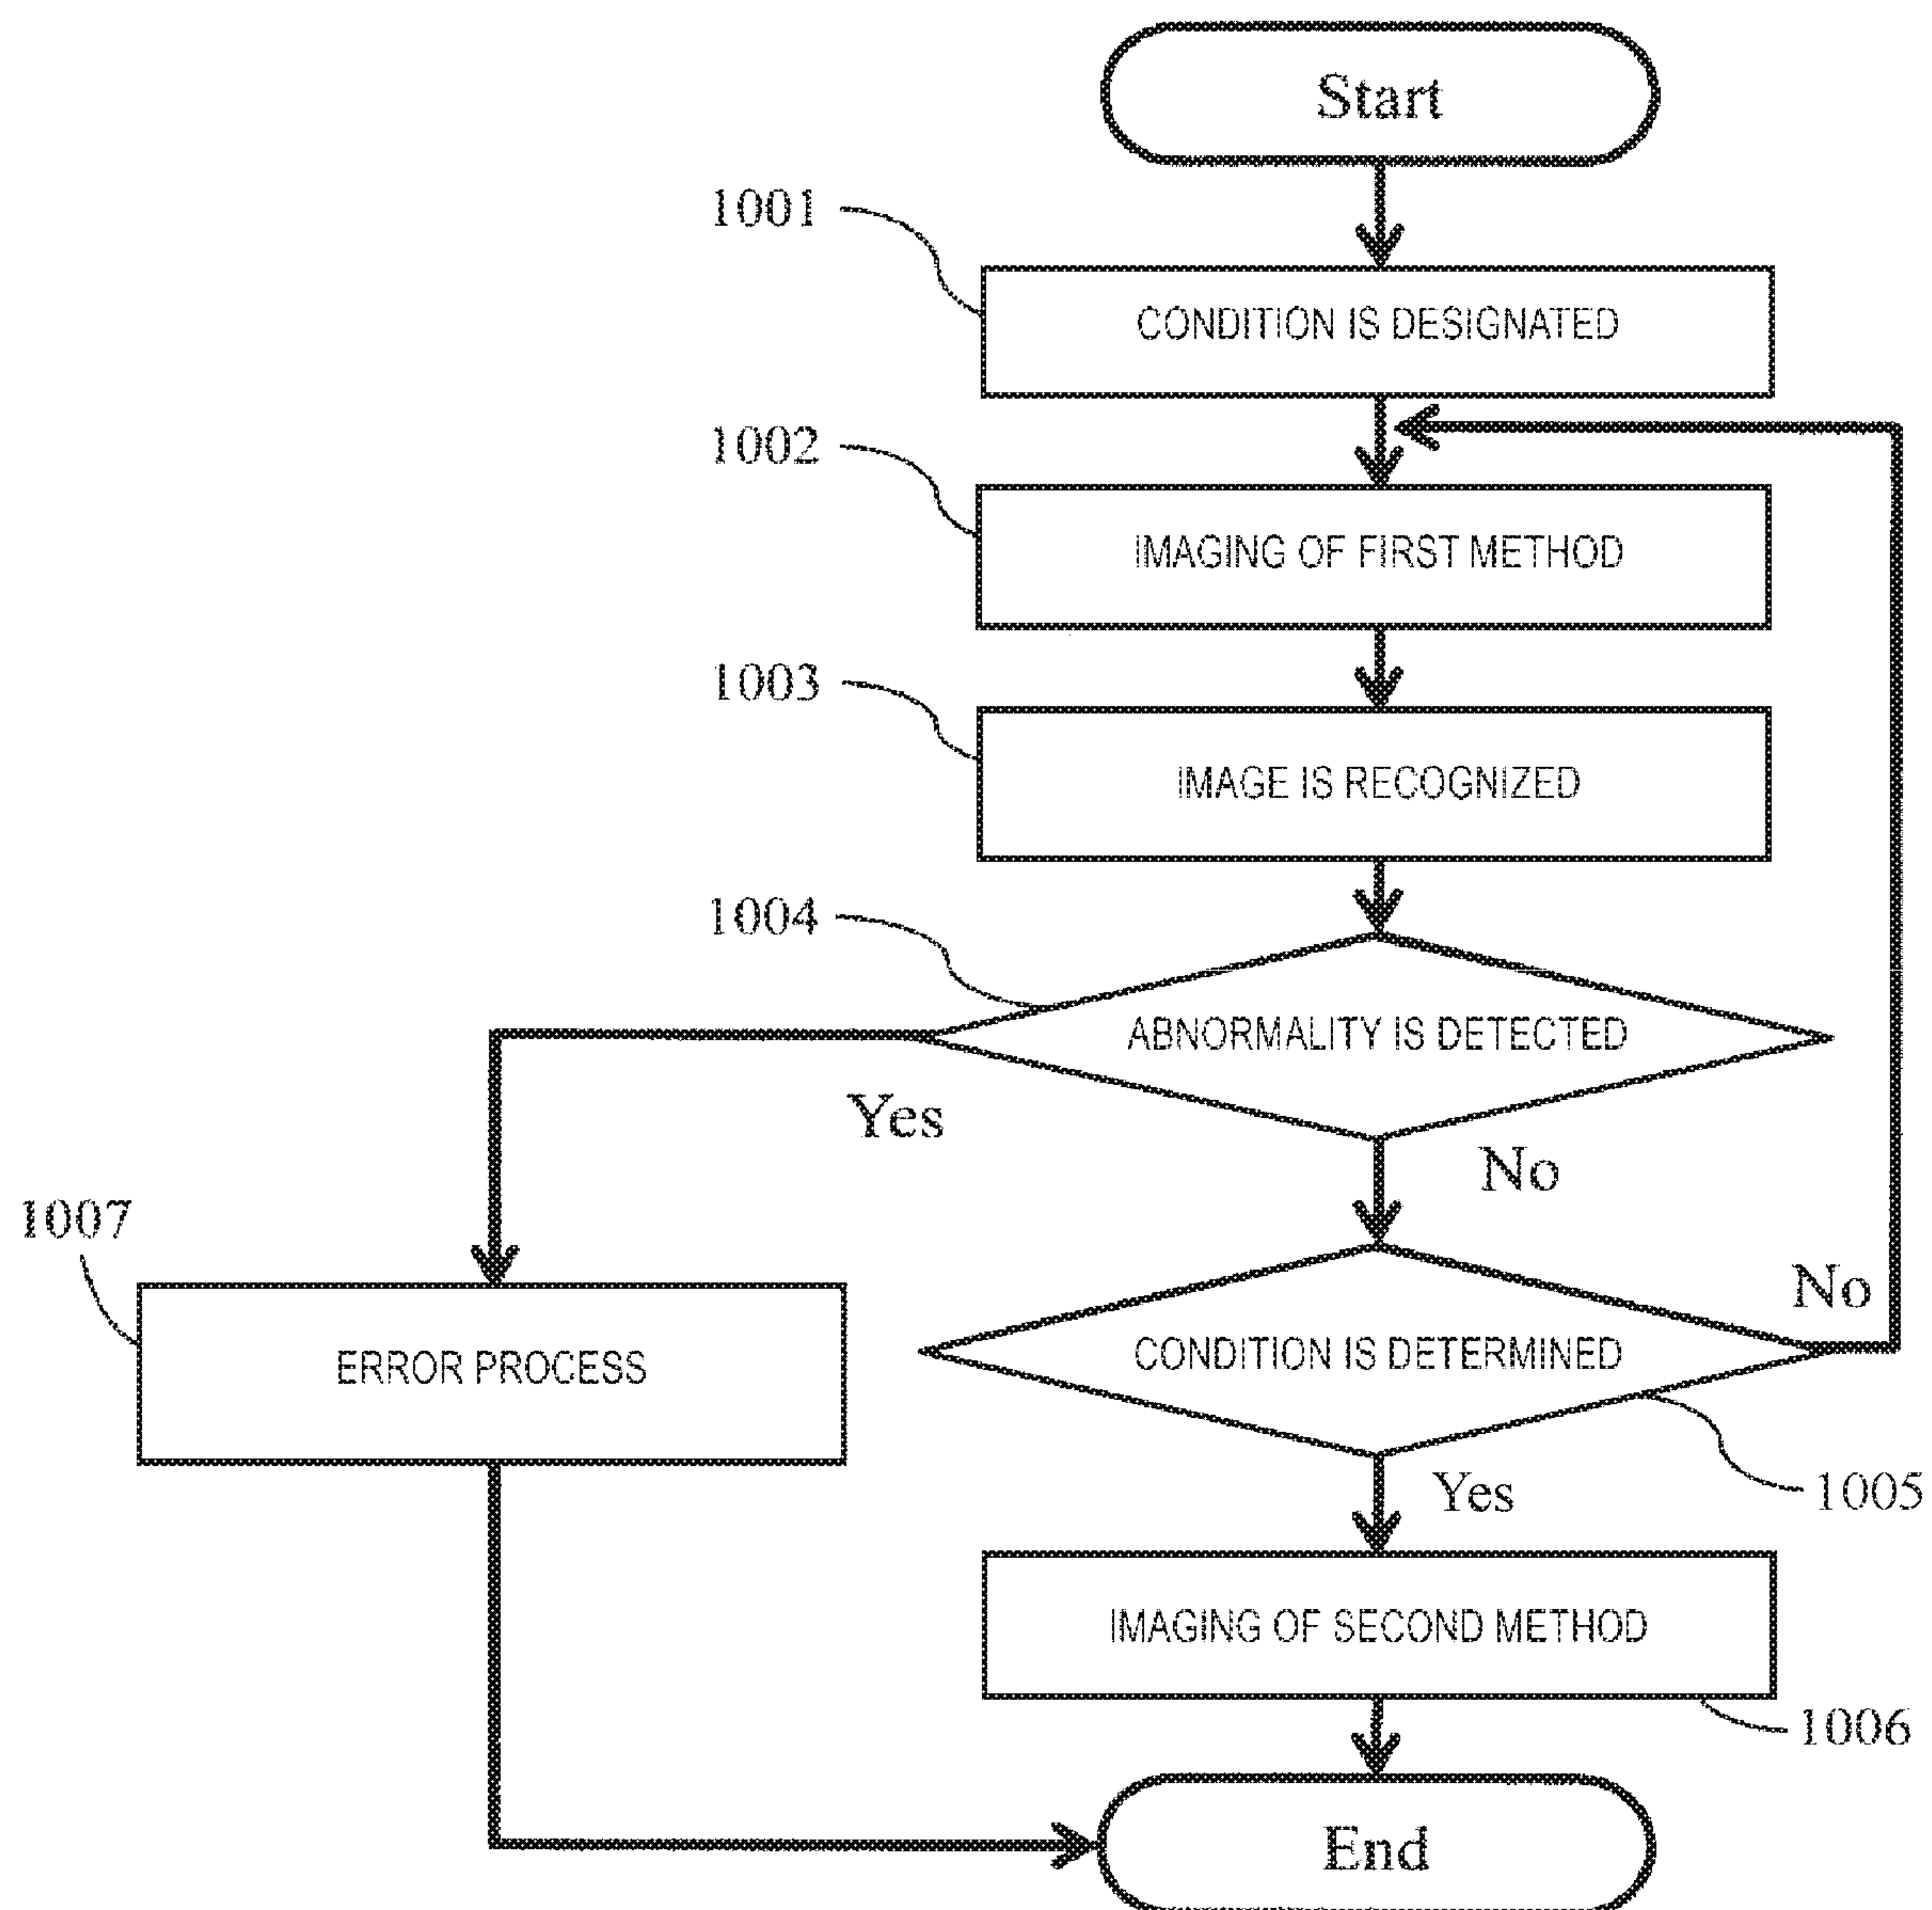 Start
1001
CONDITION IS DESIGNATED
1002
IMAGING OF FIRST METHOD
1003
IMAGE IS RECOGNIZED
1004
ABNORMALITY IS DETECTED
Yes
No
1007
ERROR PROCESS
No
CONDITION IS DETERMINED
1005
Yes
IMAGING OF SECOND METHOD
1006
End